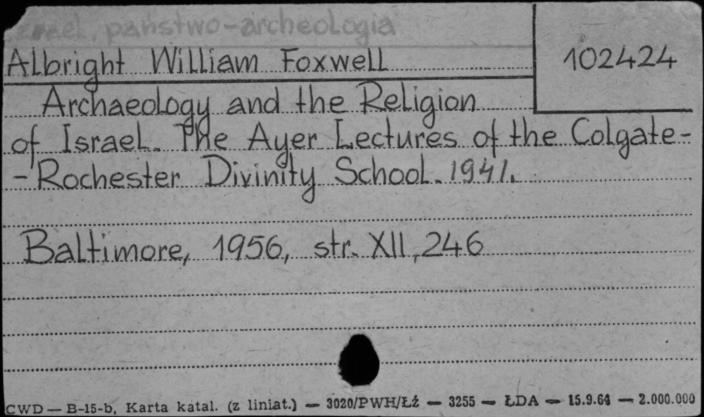 Izrael, państwo-archeologia
Albright William Foxwell
102424
Archaeology and the Religion
of Israel. The Ayer Lectures of the Colgate-
-Rochester Divinity School. 1941.
Baltimore, 1956, str. XII, 246
CWD — B-15-b, Karta katal. (z liniat.) — 3020/PWH/Łź — 3255 — ŁDA — 15.9.64 — 2.000.000